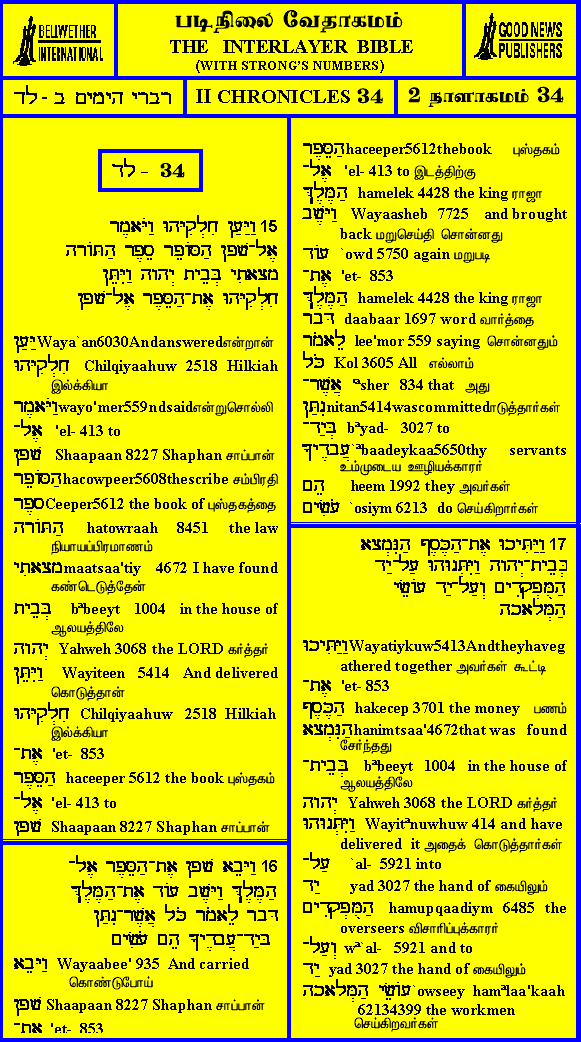 BELLWETHER
INTERNATIONAL
படிநிலை வேதாகமம்
THE INTERLAYER BIBLE
(WITH STRONG'S NUMBERS)
GOOD NEWS
PUBLISHERS
רברי הימים ב - לד
II CHRONICLES 34
2 நாளாகமம் 34
לד - 34
15 וַיַּעַן חִלְקִיָּהוּ וַיֹּאמֶר
אֶל־שָׁפָן הַסּוֹפֵר סֵפֶר הַתּוֹרָה
מצאתִי בְּבֵית יְהוָה וַיִּתֵּן
חִלְקִיָּהוּ אֶת־הַסֵּפֶר אֶל־שָׁפָן
יַּעַן Waya`an6030Andansweredஎன்றான்
חִלְקִיָּהוּ Chilqiyaahuw 2518 Hilkiah
இல்க்கியா
וַיֹּאמֶר wayo'mer559ndsaidஎன்றுசொல்லி
אֶל־ 'el- 413 to
שָׁפָן Shaapaan 8227 Shaphan சாப்பான்
הַסּוֹפֵר hacowpeer5608thescribe சம்பிரதி
סֵפֶר Ceeper5612 the book of புஸ்தகத்தை
הַתּוֹרָה hatowraah 8451 the law
நியாயப்பிரமாணம்
מצאתִי maatsaa'tiy 4672 I have found
கண்டெடுத்தேன்
בְּבֵית bªbeeyt 1004 in the house of
ஆலயத்திலே
יְהוָה Yahweh 3068 the LORD கர்த்தர்
וַיִּתֵּן Wayiteen 5414 And delivered
கொடுத்தான்
חִלְקִיָּהוּ Chilqiyaahuw 2518 Hilkiah
இல்க்கியா
אֶת־ 'et- 853
הַסֵּפֶר haceeper 5612 the book புஸ்தகம்
אֶל־ 'el- 413 to
שָׁפָן Shaapaan 8227 Shaphan சாப்பான்
16 וַיָּבֵא שָׁפָן אֶת־הַסֵּפֶר אֶל־
הַמֶּלֶךְ וַיָּשֶׁב עוֹד אֶת־הַמֶּלֶךְ
דּבר לֵאמֹר כֹּל אֲשֶׁר־נִתַּן
בְּיַד־עֲבָדֶיךָ הֵם עֹשִׂים
וַיָּבֵא Wayaabee' 935 And carried
கொண்டுபோய்
שָׁפָן Shaapaan 8227 Shaphan சாப்பான்
אֶת־ 'et- 853
הַסֵּפֶר haceeper5612thebook புஸ்தகம்
אֶל־ 'el- 413 to இடத்திற்கு
הַמֶּלֶךְ hamelek 4428 the king ராஜா
וַיָּשֶׁב Wayaasheb 7725 and brought
back மறுசெய்தி சொன்னது
עוֹד `owd 5750 again மறுபடி
אֶת־ 'et- 853
הַמֶּלֶךְ hamelek 4428 the king ராஜா
דּבר daabaar 1697 word வார்த்தை
לֵאמֹר lee'mor 559 saying சொன்னதும்
כֹּל Kol 3605 All எல்லாம்
אֲשֶׁר־ ªsher 834 that அது
נִתַּן nitan5414wascommittedஎடுத்தார்கள்
בְּיַד־ bªyad- 3027 to
עֲבָדֶיךָ `ªbaadeykaa5650thy servants
உம்முடைய ஊழியக்காரர்
הֵם heem 1992 they அவர்கள்
עֹשִׂים `osiym 6213 do செய்கிறார்கள்
17 וַיַּתִּיכוּ אֶת־הַכֶּסֶף הַנִּמְצָא
בְּבֵית־יְהוָה וַיִּתְּנוּהוּ עַל־יַד
הַמֻּפְקָדִים וְעַל־יַד עוֹשֵׂי
הַמְּלָאכָה
וַיַּתִּיכוּ Wayatiykuw5413Andtheyhaveg
athered together அவர்கள் கூட்டி
אֶת־ 'et- 853
הַכֶּסֶף hakecep 3701 the money பணம்
הַנִּמְצָא hanimtsaa'4672that was found
சேர்ந்தது
בְּבֵית־ bªbeeyt 1004 in the house of
ஆலயத்திலே
יְהוָה Yahweh 3068 the LORD கர்த்தர்
וַיִּתְּנוּהוּ Wayitªnuwhuw 414 and have
delivered it அதைக் கொடுத்தார்கள்
עַל־ `al- 5921 into
יַד yad 3027 the hand of கையிலும்
הַמֻּפְקָדִים hamupqaadiym 6485 the
overseers விசாரிப்புக்காரர்
וְעַל־ wª`al- 5921 and to
יַד yad 3027 the hand of கையிலும்
עוֹשֵׂי הַמְּלָאכָה `owseey hamªlaa'kaah
62134399 the workmen
செய்கிறவர்கள்